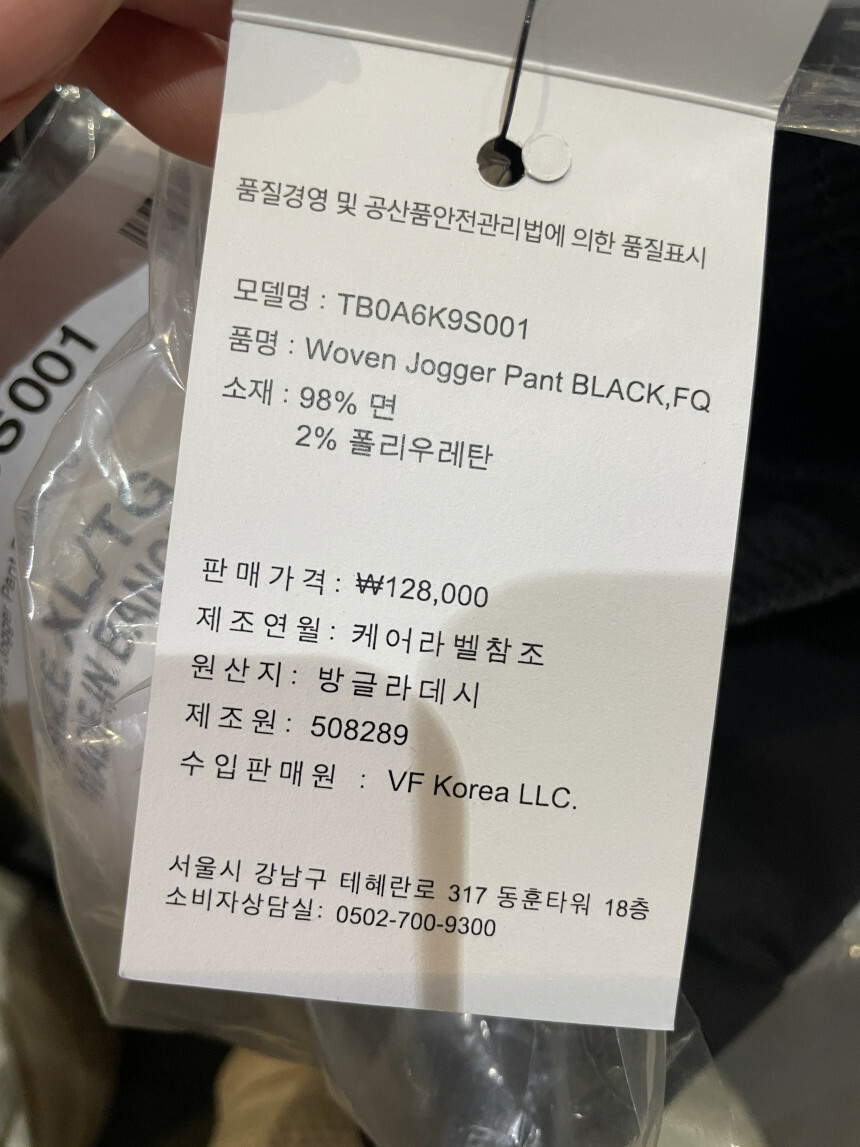 품질경영 및 공산품안전관리법에 의한 품질표시
모델명 : TB0A6K9S001
품명 : Woven Jogger Pant BLACK,FQ
소재 : 98% 면
2% 폴리우레탄
판매가격 : ₩128,000
제조연월 : 케어라벨참조
원산지 : 방글라데시
제조원 : 508289
수입판매원 : VF Korea LLC.
서울시 강남구 테헤란로 317 동훈타워 18층
소비자상담실: 0502-700-9300
S001
XL/TG